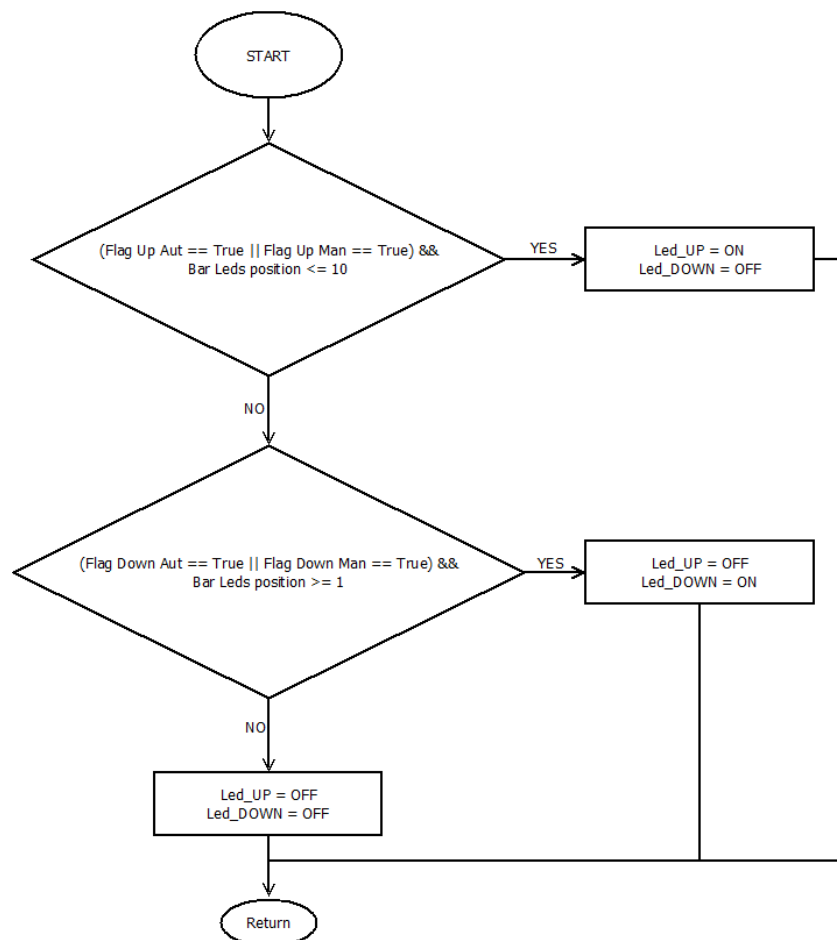 START
(Flag Up Aut == True || Flag Up Man == True) &&
Bar Leds position <= 10
YES
Led_UP = ON
Led_DOWN = OFF
NO
(Flag Down Aut == True || Flag Down Man == True) &&
Bar Leds position >= 1
YES
Led_UP = OFF
Led_DOWN = ON
NO
Led_UP = OFF
Led_DOWN = OFF
Return